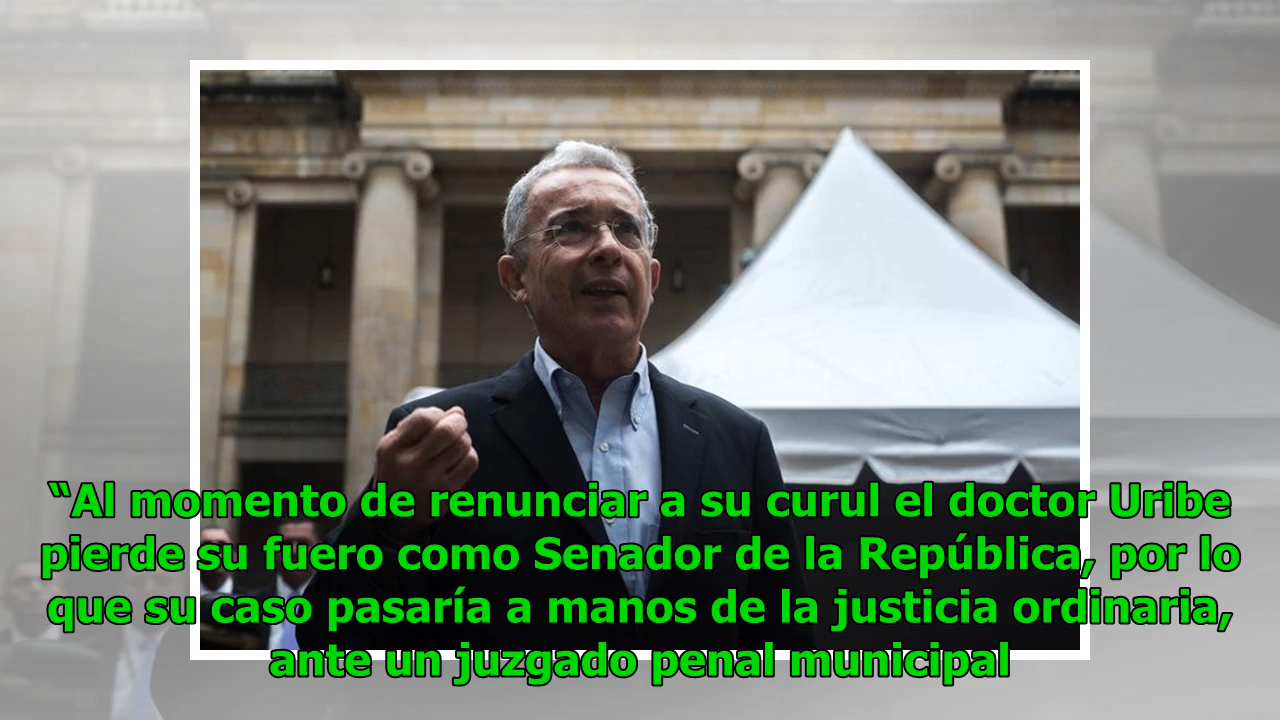 “Al momento de renunciar a su curul el doctor Uribe
pierde su fuero como Senador de la República, por lo
que su caso pasaría a manos de la justicia ordinaria,
ante un juzgado penal municipal